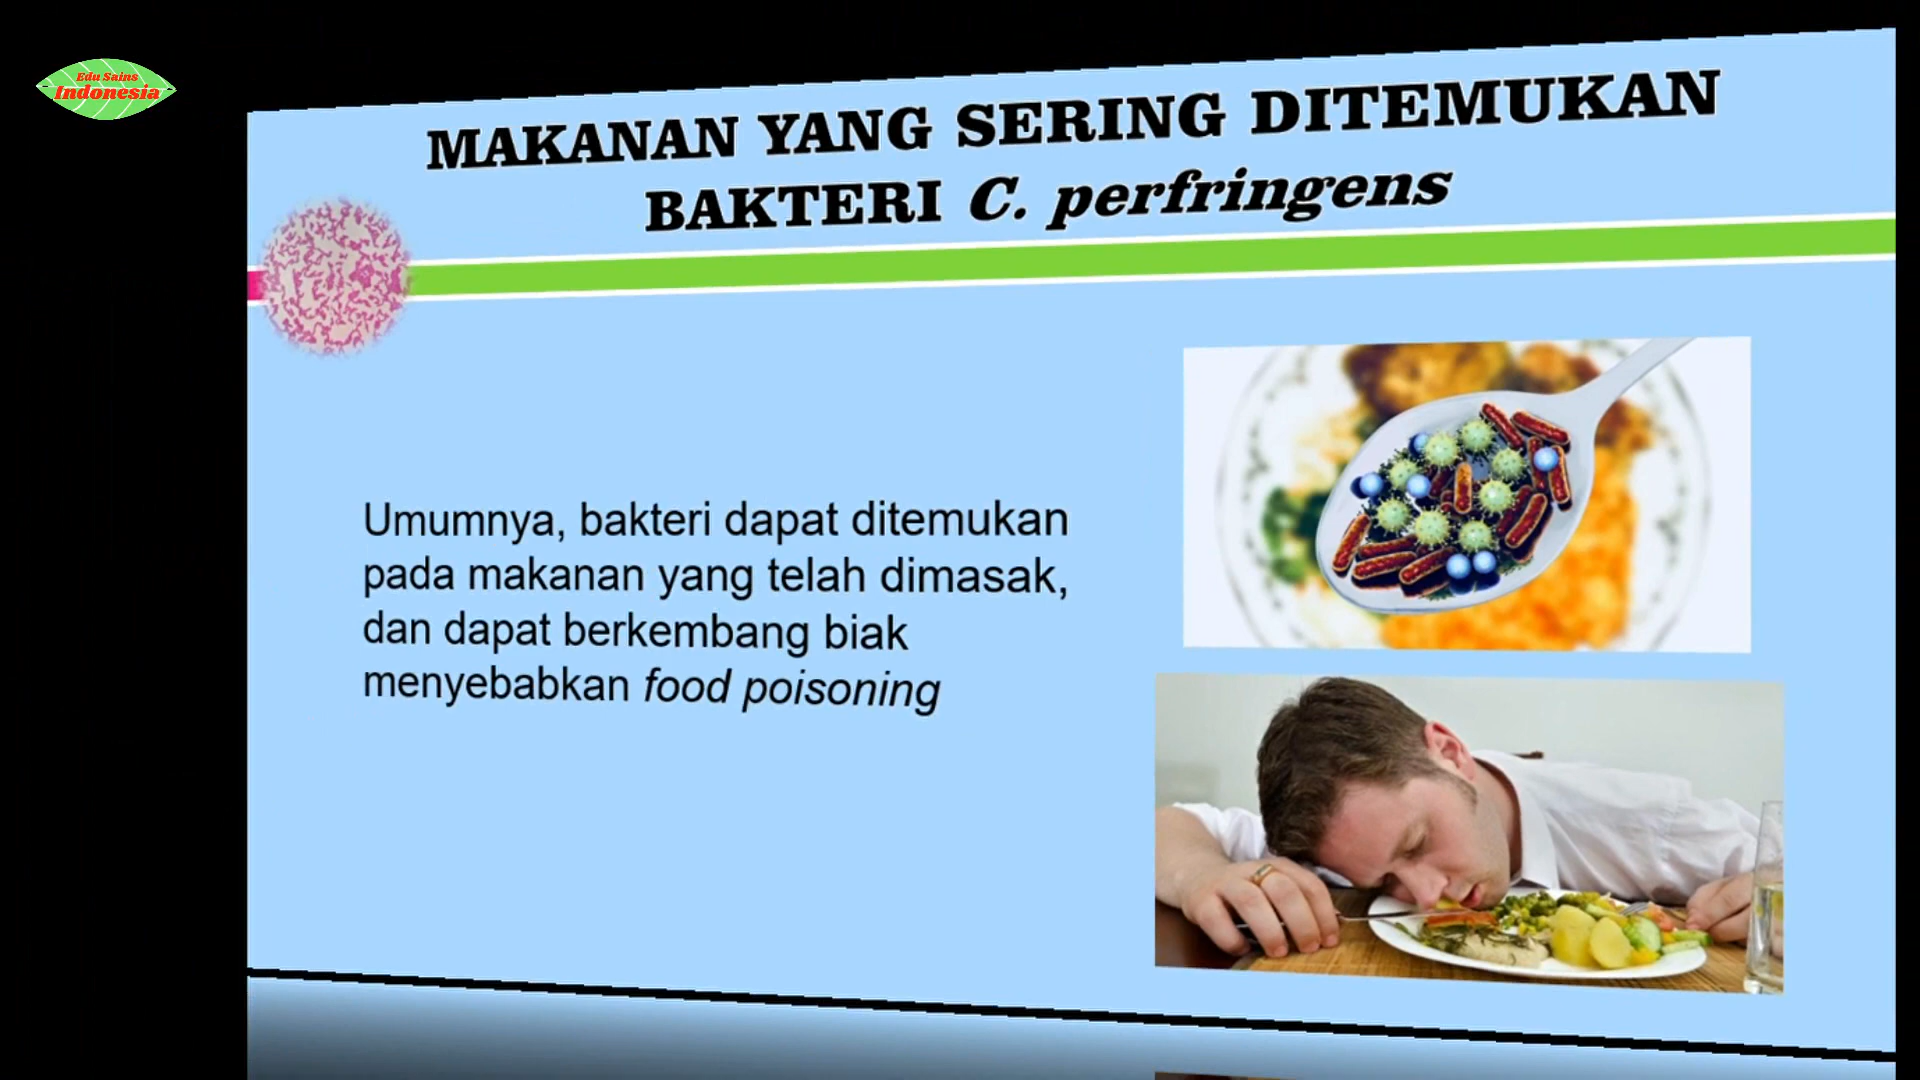 Edu Sains
Indonesia
MAKANAN YANG SERING DITEMUKAN
BAKTERI C. perfringens
Umumnya, bakteri dapat ditemukan
pada makanan yang telah dimasak,
dan dapat berkembang biak
menyebabkan food poisoning